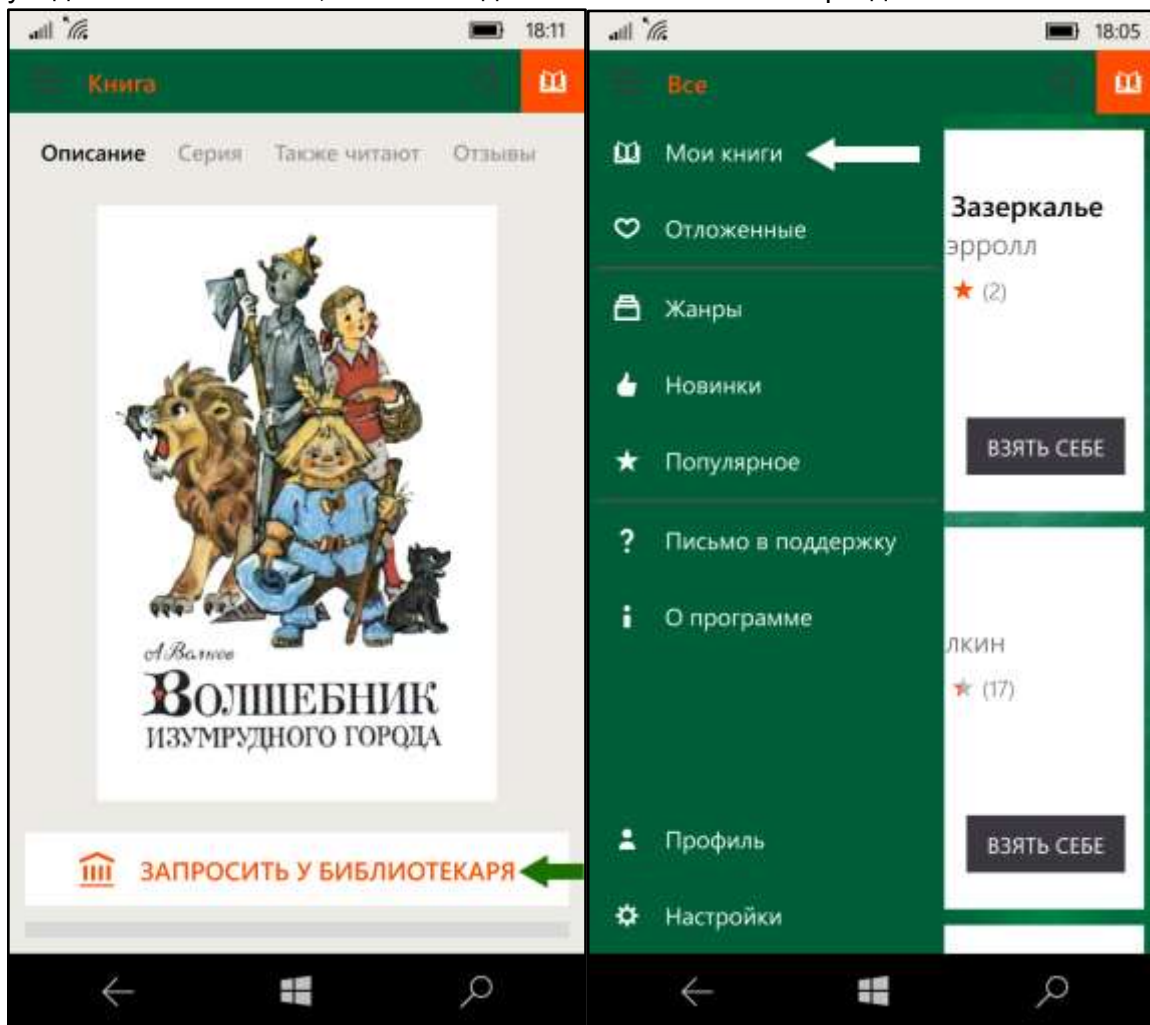 18:11
Книга
Описание Серия Также читают Отзывы
А Волков
ВОЛШЕБНИК
ИЗУМРУДНОГО ГОРОДА
ЗАПРОСИТЬ У БИБЛИОТЕКАРЯ
18:05
Все
Мои книги
Отложенные
Жанры
Новинки
Популярное
Письмо в поддержку
О программе
Профиль
Настройки
Зазеркалье
эрролл
(2)
ВЗЯТЬ СЕБЕ
лкин
(17)
ВЗЯТЬ СЕБЕ